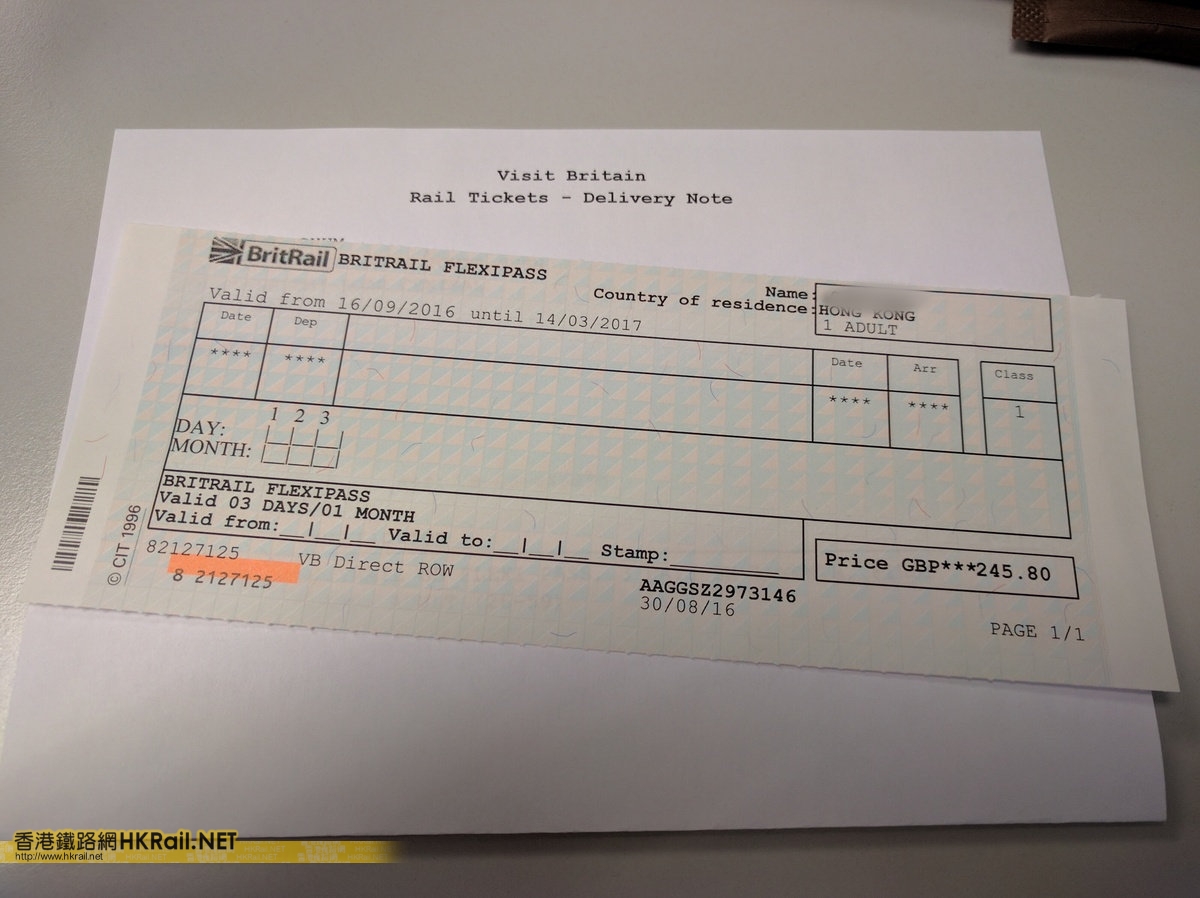 Visit Britain
Rail Tickets - Delivery Note
BritRail BRITRAIL FLEXIPASS
Name:
Country of residence: HONG KONG
1 ADULT
Valid from 16/09/2016 until 14/03/2017
Date Dep Date Arr Class
**** **** **** **** 1
1 2 3
DAY:
MONTH:
BRITRAIL FLEXIPASS
Valid 03 DAYS/01 MONTH
Valid from:__|__|__ Valid to:__|__|__ Stamp:________
Price GBP***245.80
82127125 VB Direct ROW
8 2127125
AAGGSZ2973146
30/08/16
PAGE 1/1
© CIT 1996
香港鐵路網HKRail.NET
http://www.hkrail.net